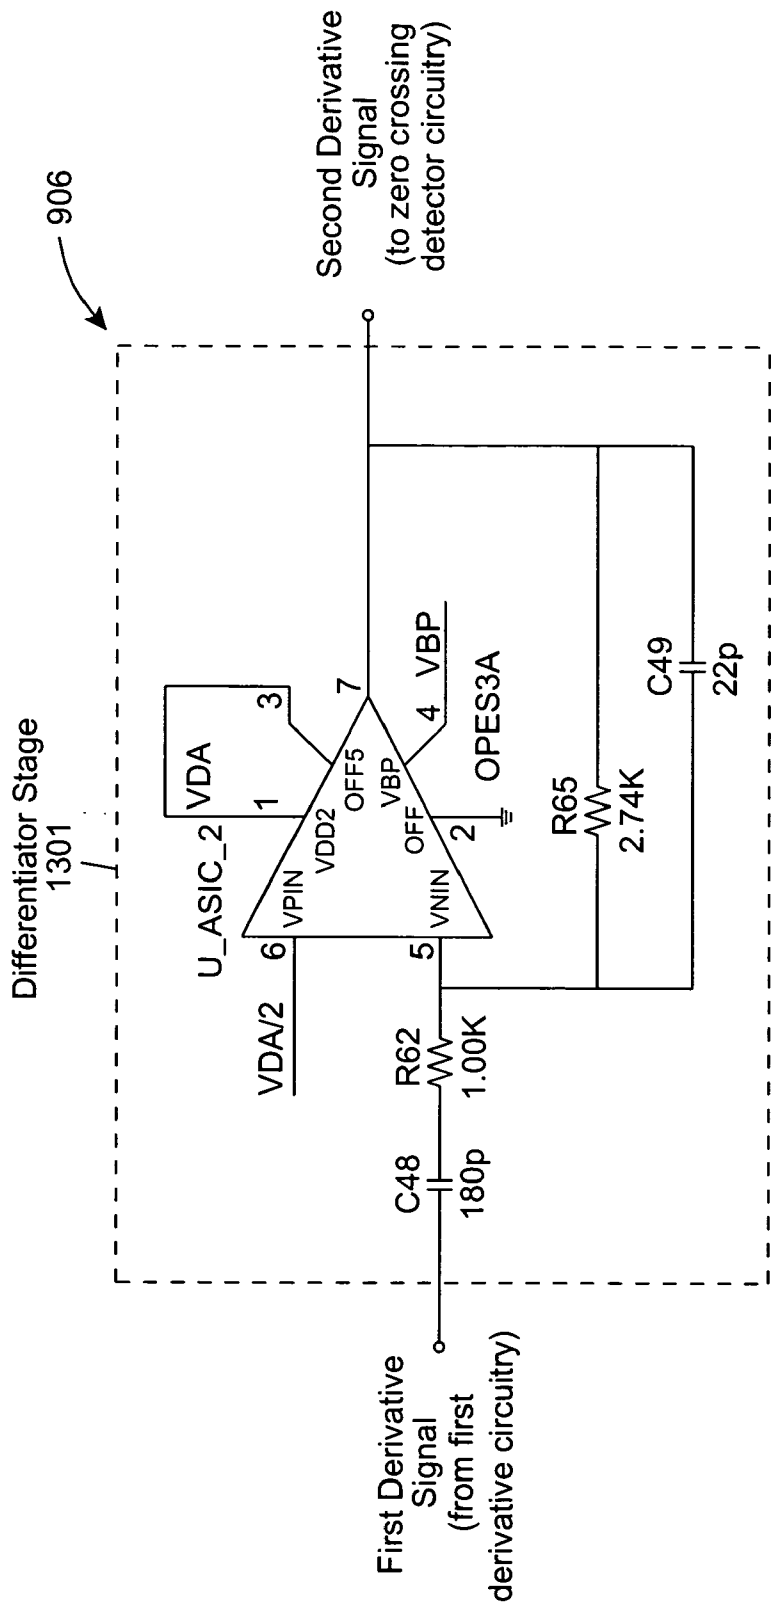 Differentiator Stage
1301
906
First Derivative
Signal
(from first
derivative circuitry)
C48
180p
R62
1.00K
VDA/2
6
5
U_ASIC_2
VPIN
VNIN
VDA
1
VDD2
3
OFF5
OFF
2
VBP
4
VBP
7
OPES3A
R65
2.74K
C49
22p
Second Derivative
Signal
(to zero crossing
detector circuitry)